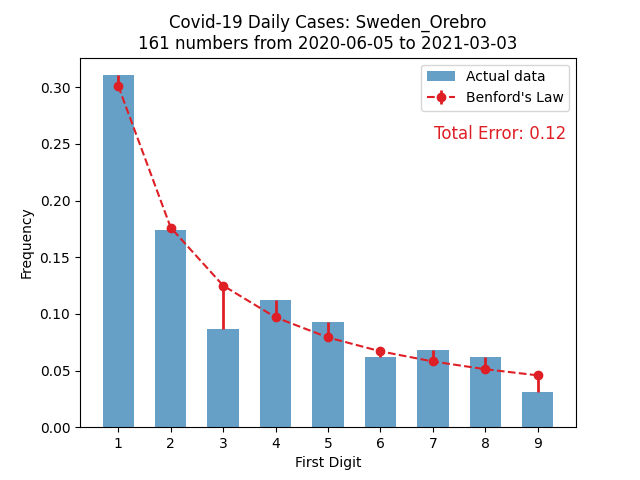 Covid-19 Daily Cases: Sweden_Orebro
161 numbers from 2020-06-05 to 2021-03-03
Actual data
Benford's Law
Total Error: 0.12
Frequency
0.30
0.25
0.20
0.15
0.10
0.05
0.00
1 2 3 4 5 6 7 8 9
First Digit